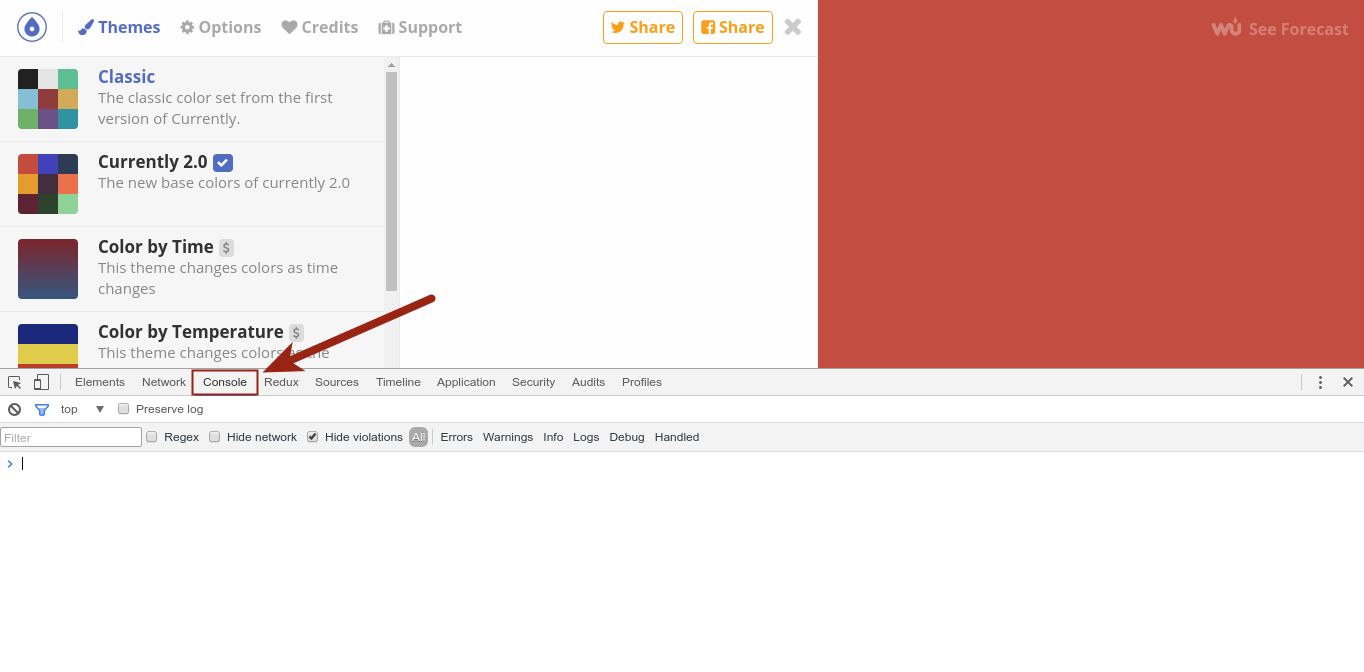 Themes Options Credits Support Share Share
wu See Forecast
Classic
The classic color set from the first
version of Currently.
Currently 2.0
The new base colors of currently 2.0
Color by Time $
This theme changes colors as time
changes
Color by Temperature $
This theme changes colors as the
Elements Network Console Redux Sources Timeline Application Security Audits Profiles
top Preserve log
Filter Regex Hide network Hide violations All Errors Warnings Info Logs Debug Handled
>